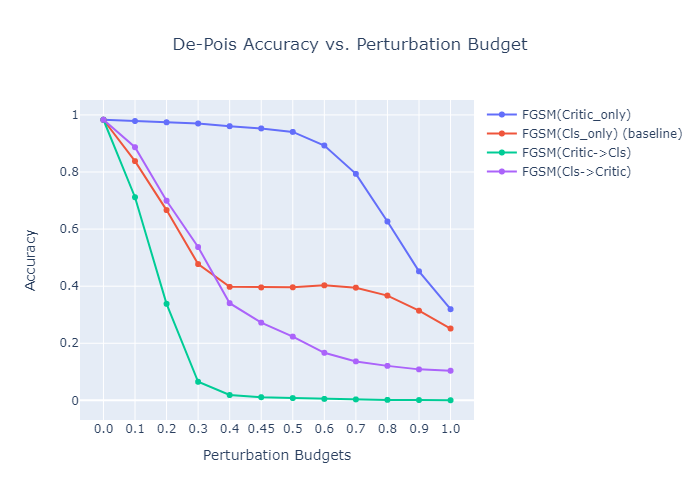 De-Pois Accuracy vs. Perturbation Budget
FGSM(Critic_only)
FGSM(Cls_only) (baseline)
FGSM(Critic->Cls)
FGSM(Cls->Critic)
1
0.8
0.6
0.4
0.2
0
Accuracy
0.0 0.1 0.2 0.3 0.4 0.45 0.5 0.6 0.7 0.8 0.9 1.0
Perturbation Budgets